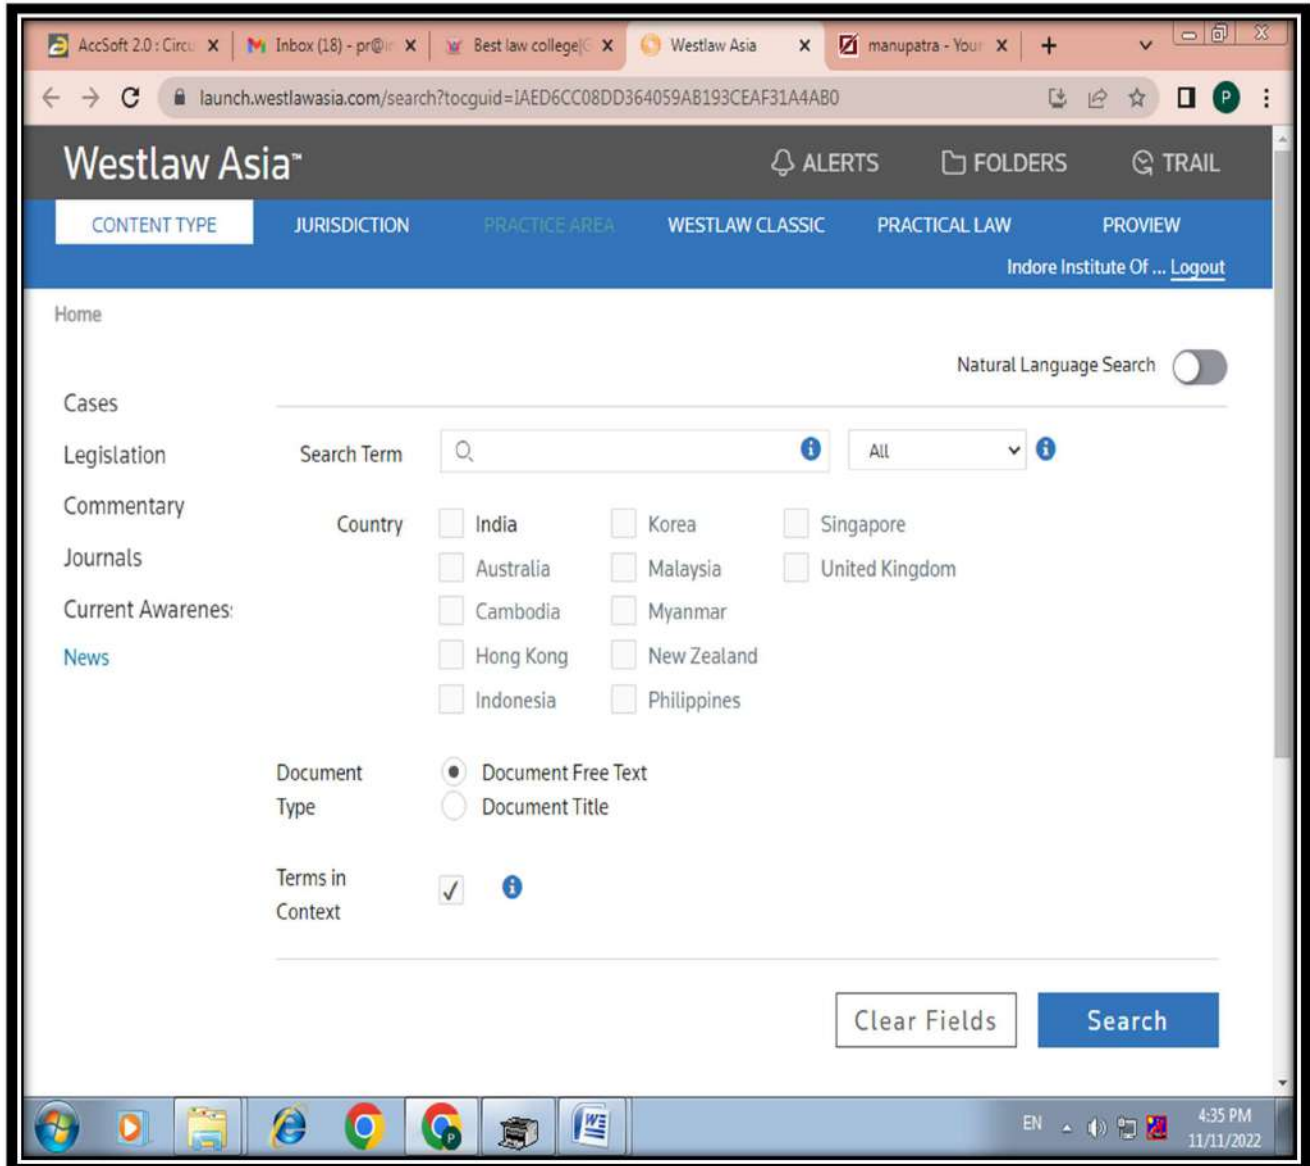 AccSoft 2.0 : Circu
Inbox (18) - pr@i
Best law college|G
Westlaw Asia
manupatra - Your
launch.westlawasia.com/search?tocguid=IAED6CC08DD364059AB193CEAF31A4AB0
P
Westlaw Asia™
ALERTS
FOLDERS
TRAIL
CONTENT TYPE
JURISDICTION
PRACTICE AREA
WESTLAW CLASSIC
PRACTICAL LAW
PROVIEW
Indore Institute Of ... Logout
Home
Natural Language Search
Cases
Legislation
Commentary
Journals
Current Awarenes
News
Search Term
All
Country
India
Korea
Singapore
Australia
Malaysia
United Kingdom
Cambodia
Myanmar
Hong Kong
New Zealand
Indonesia
Philippines
Document
Type
Document Free Text
Document Title
Terms in
Context
Clear Fields
Search
EN
4:35 PM
11/11/2022